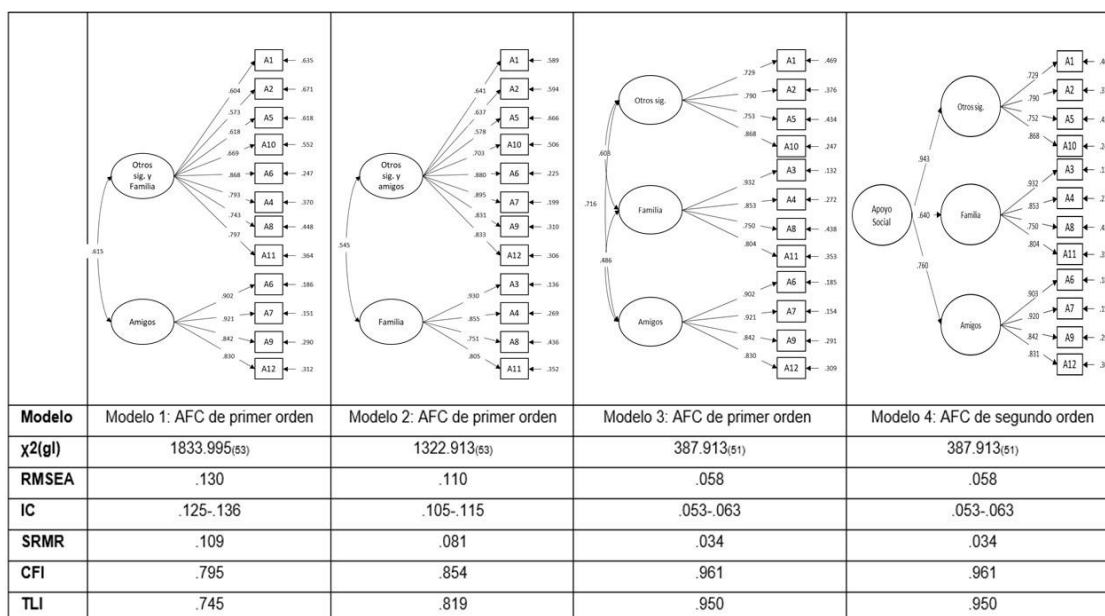 A1 .635
.604
A2 .671
.573
A5 .618
.618
A10 .552
.669
Otros
sig. y
Familia
A6 .247
.868
A4 .370
.793
A8 .448
.743
A11 .364
.797
.615
A6 .186
.902
A7 .151
.921
Amigos
A9 .290
.842
A12 .312
.830
A1 .589
.641
A2 .594
.637
A5 .666
.578
A10 .506
.703
Otros
sig. y
amigos
A6 .225
.880
A7 .199
.895
A9 .310
.831
A12 .306
.833
.545
A3 .136
.930
A4 .269
.855
Familia
A8 .436
.751
A11 .352
.805
A1 .469
.729
Otros sig.
A2 .376
.790
A5 .434
.753
A10 .247
.868
.603
.716
A3 .132
.932
Familia
A4 .272
.853
A8 .438
.750
A11 .353
.804
.486
A6 .185
.902
A7 .154
.921
Amigos
A9 .291
.842
A12 .309
.830
A1
.729
Otros sig.
A2
.790
A5
.752
A10
.868
.943
Apoyo
Social
.640
A3
.932
Familia
A4
.853
A8
.750
A11
.804
.760
A6
.903
A7
.920
Amigos
A9
.842
A12
.831
Modelo Modelo 1: AFC de primer orden Modelo 2: AFC de primer orden Modelo 3: AFC de primer orden Modelo 4: AFC de segundo orden
χ2(gl) 1833.995(53) 1322.913(53) 387.913(51) 387.913(51)
RMSEA .130 .110 .058 .058
IC .125-.136 .105-.115 .053-.063 .053-.063
SRMR .109 .081 .034 .034
CFI .795 .854 .961 .961
TLI .745 .819 .950 .950